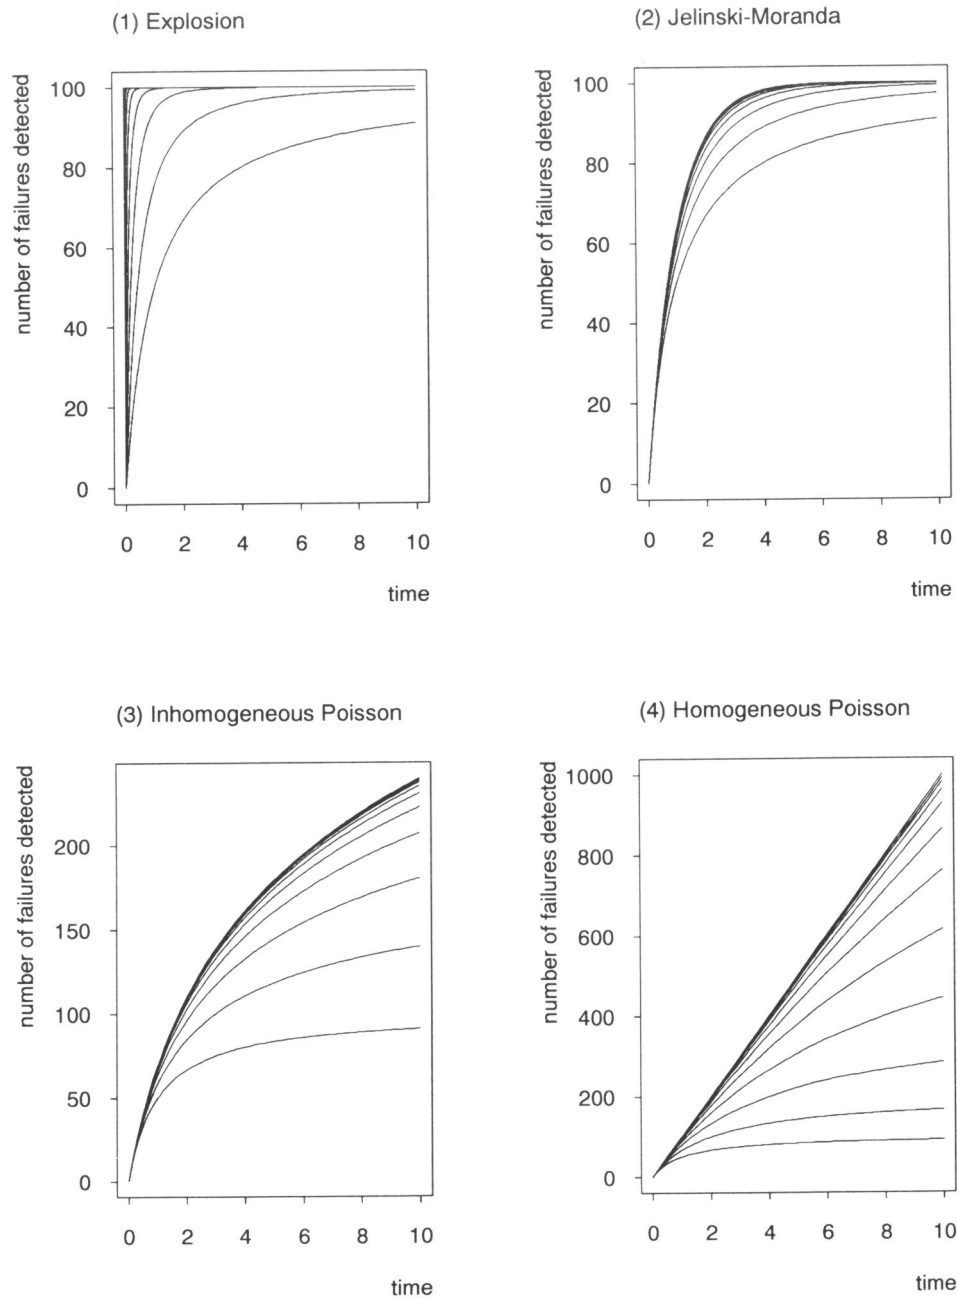 (1) Explosion
number of failures detected
100
80
60
40
20
0
0 2 4 6 8 10
time
(2) Jelinski-Moranda
number of failures detected
100
80
60
40
20
0
0 2 4 6 8 10
time
(3) Inhomogeneous Poisson
number of failures detected
200
150
100
50
0
0 2 4 6 8 10
time
(4) Homogeneous Poisson
number of failures detected
1000
800
600
400
200
0
0 2 4 6 8 10
time